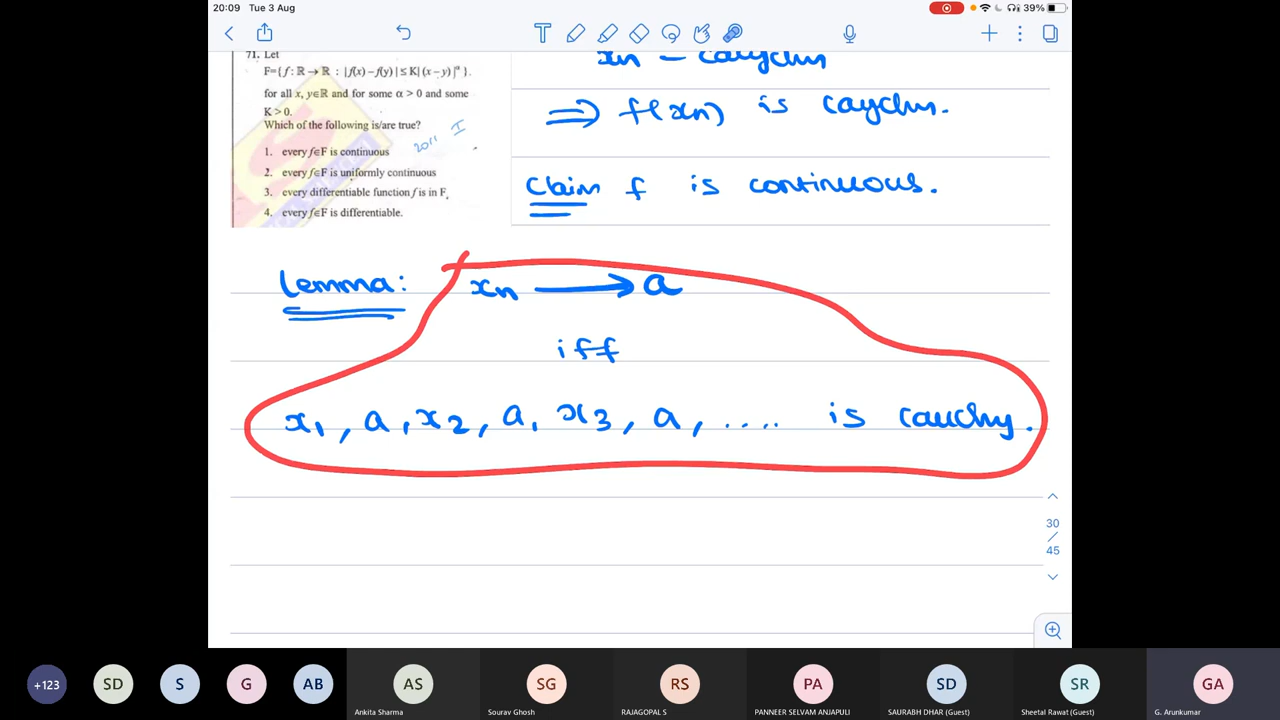 20:09 Tue 3 Aug
39%
71. Let
F={f : ℝ → ℝ : |f(x)−f(y)| ≤ K|(x−y)|^α}.
for all x, y∈ℝ and for some α > 0 and some
K > 0.
Which of the following is/are true?
2011 I
1. every f∈F is continuous
2. every f∈F is uniformly continuous
3. every differentiable function f is in F
4. every f∈F is differentiable.
xn – cauchy
⟹ f(xn) is cauchy.
Claim f is continuous.
Lemma: xn ⟶ a
iff
x1, a, x2, a, x3, a, .... is cauchy.
30
/
45
+123
SD
S
G
AB
AS
SG
RS
PA
SD
SR
GA
Ankita Sharma
Sourav Ghosh
RAJAGOPAL S
PANNEER SELVAM ANJAPULI
SAURABH DHAR (Guest)
Sheetal Rawat (Guest)
G. Arunkumar